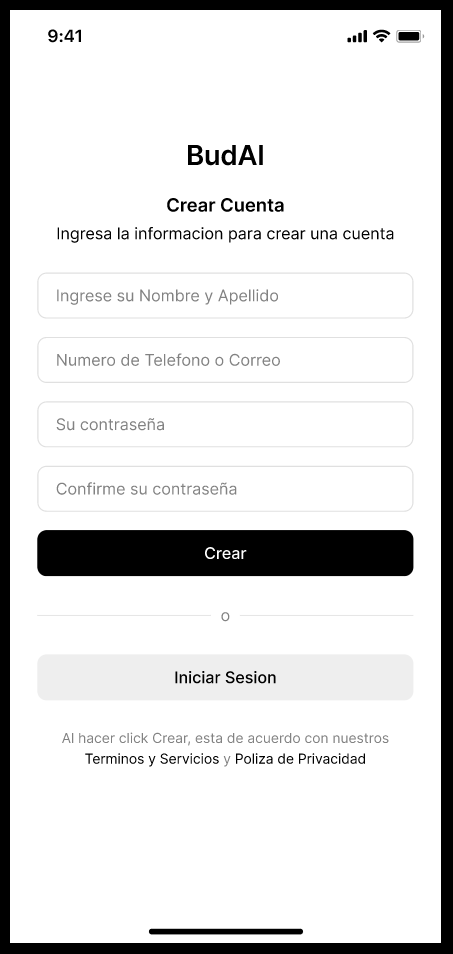 9:41
BudAI
Crear Cuenta
Ingresa la informacion para crear una cuenta
Ingrese su Nombre y Apellido
Numero de Telefono o Correo
Su contraseña
Confirme su contraseña
Crear
o
Iniciar Sesion
Al hacer click Crear, esta de acuerdo con nuestros
Terminos y Servicios y Poliza de Privacidad